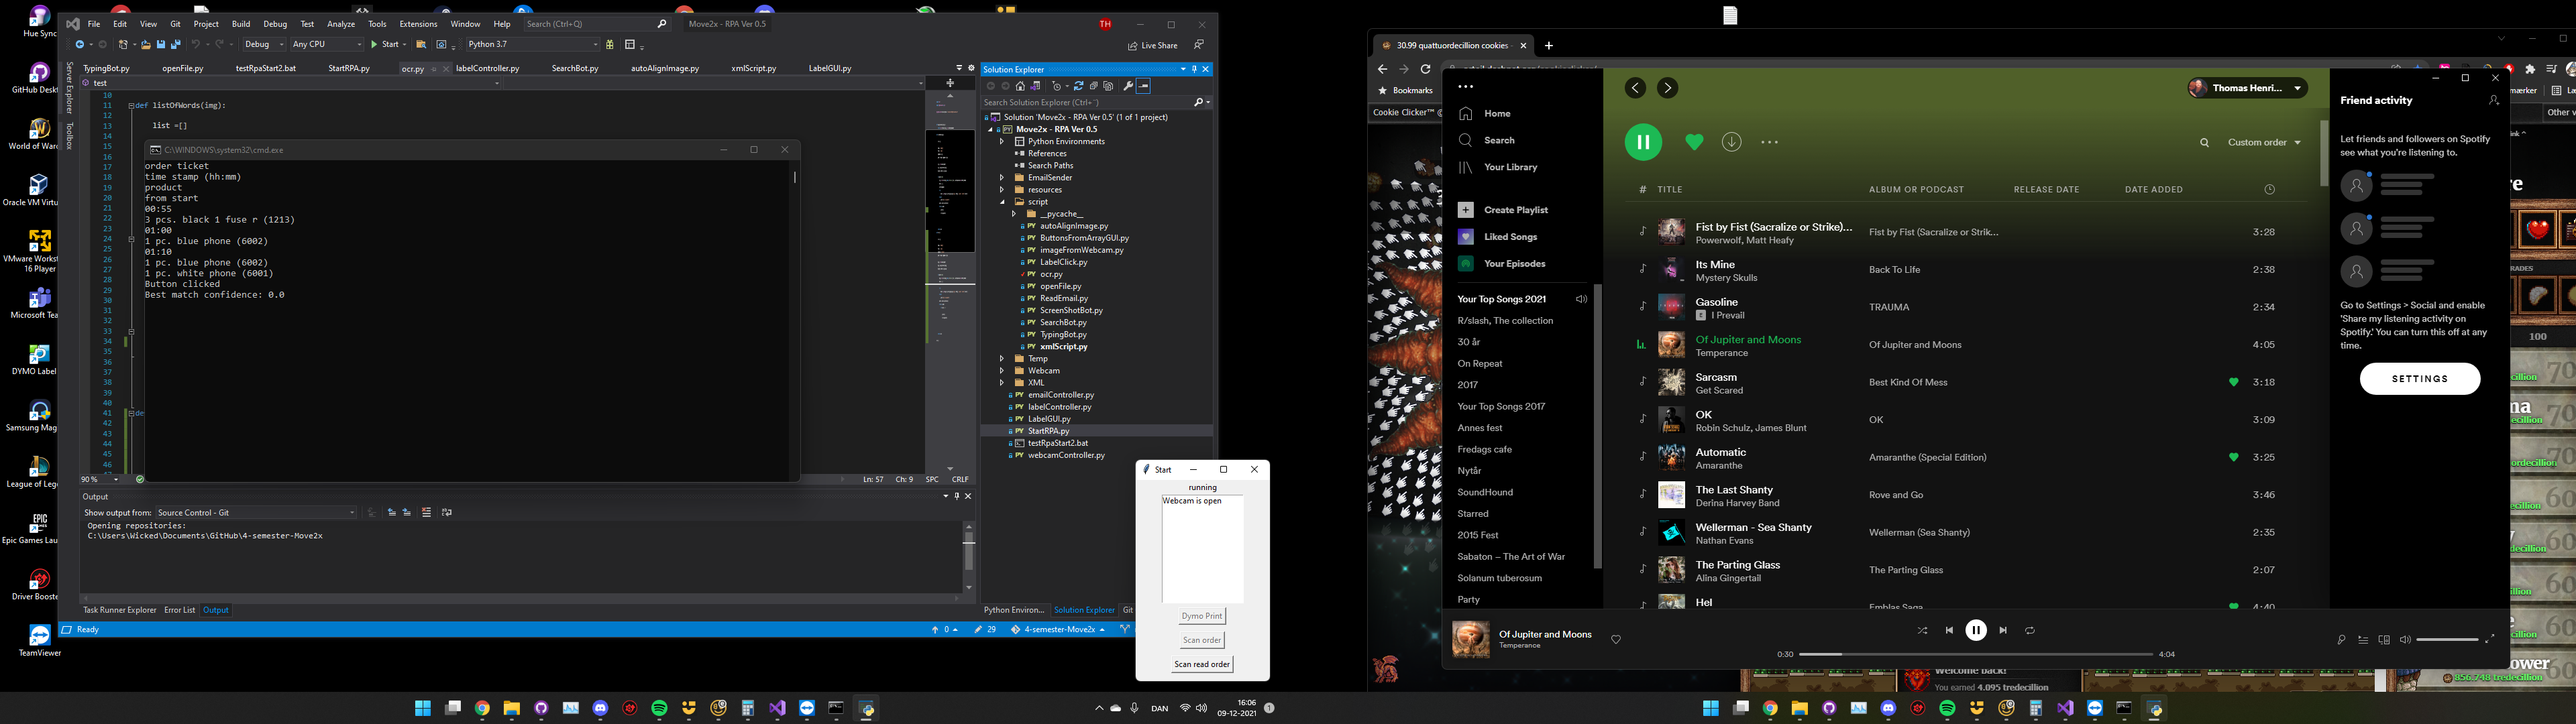 Hue Sync
GitHub Desk
World of Warc
Oracle VM Virtu
VMware Workst
16 Player
Microsoft Tea
DYMO Label
Samsung Mag
League of Lege
Epic Games Lau
Driver Booste
TeamViewer
File Edit View Git Project Build Debug Test Analyze Tools Extensions Window Help Search (Ctrl+Q) Move2x - RPA Ver 0.5 TH
Debug Any CPU Start Python 3.7 Live Share
Server Explorer
Toolbox
TypingBot.py openFile.py testRpaStart2.bat StartRPA.py ocr.py labelController.py SearchBot.py autoAlignImage.py xmlScript.py LabelGUI.py
test
def listOfWords(img):
list =[]
C:\WINDOWS\system32\cmd.exe
order ticket
time stamp (hh:mm)
product
from start
00:55
3 pcs. black 1 fuse r (1213)
01:00
1 pc. blue phone (6002)
01:10
1 pc. blue phone (6002)
1 pc. white phone (6001)
Button clicked
Best match confidence: 0.0
90 % Ln: 57 Ch: 9 SPC CRLF
Output
Show output from: Source Control - Git
Opening repositories:
C:\Users\Wicked\Documents\GitHub\4-semester-Move2x
Task Runner Explorer Error List Output
Ready 0 29 4-semester-Move2x
Solution Explorer
Search Solution Explorer (Ctrl+¨)
Solution 'Move2x - RPA Ver 0.5' (1 of 1 project)
Move2x - RPA Ver 0.5
Python Environments
References
Search Paths
EmailSender
resources
script
__pycache__
autoAlignImage.py
ButtonsFromArrayGUI.py
imageFromWebcam.py
LabelClick.py
ocr.py
openFile.py
ReadEmail.py
ScreenShotBot.py
SearchBot.py
TypingBot.py
xmlScript.py
Temp
Webcam
XML
emailController.py
labelController.py
LabelGUI.py
StartRPA.py
testRpaStart2.bat
webcamController.py
Python Environ... Solution Explorer Git
Start
running
Webcam is open
Dymo Print
Scan order
Scan read order
DAN 16:06
09-12-2021 1
30.99 quattuordecillion cookies
Bookmarks
Cookie Clicker™
Other v
Home
Search
Your Library
Create Playlist
Liked Songs
Your Episodes
Your Top Songs 2021
R/slash, The collection
30 år
On Repeat
2017
Your Top Songs 2017
Annes fest
Fredags cafe
Nytår
SoundHound
Starred
2015 Fest
Sabaton – The Art of War
Solanum tuberosum
Party
Thomas Henri...
Custom order
# TITLE ALBUM OR PODCAST RELEASE DATE DATE ADDED
Fist by Fist (Sacralize or Strike)... Fist by Fist (Sacralize or Strik... 3:28
Powerwolf, Matt Heafy
Its Mine Back To Life 2:38
Mystery Skulls
Gasoline TRAUMA 2:34
E I Prevail
Of Jupiter and Moons Of Jupiter and Moons 4:05
Temperance
Sarcasm Best Kind Of Mess 3:18
Get Scared
OK OK 3:09
Robin Schulz, James Blunt
Automatic Amaranthe (Special Edition) 3:25
Amaranthe
The Last Shanty Rove and Go 3:46
Derina Harvey Band
Wellerman - Sea Shanty Wellerman (Sea Shanty) 2:35
Nathan Evans
The Parting Glass The Parting Glass 2:07
Alina Gingertail
Hel Emblas Saga 4:40
Friend activity
Let friends and followers on Spotify
see what you're listening to.
Go to Settings > Social and enable
'Share my listening activity on
Spotify.' You can turn this off at any
time.
SETTINGS
Of Jupiter and Moons
Temperance
0:30 4:04
100
Welcome back!
You earned 4.095 tredecillion
856.748 tredecillion